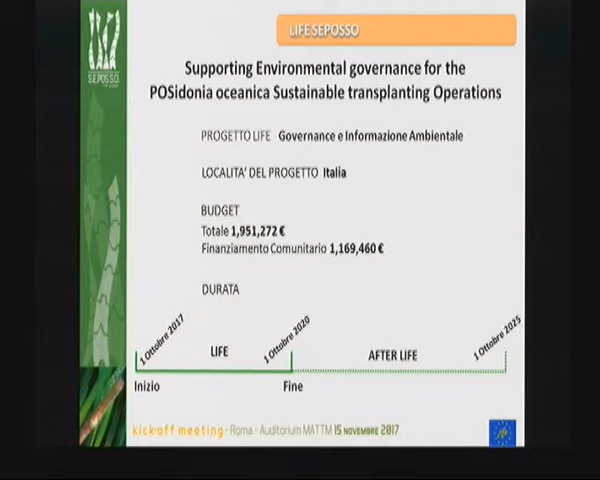 LIFE SEPOSSO
S.E.POS.S.O.
Supporting Environmental governance for the
POSidonia oceanica Sustainable transplanting Operations
PROGETTO LIFE Governance e Informazione Ambientale
LOCALITA' DEL PROGETTO Italia
BUDGET
Totale 1,951,272 €
Finanziamento Comunitario 1,169,460 €
DURATA
1 Ottobre 2017
LIFE
1 Ottobre 2020
AFTER LIFE
1 Ottobre 2025
Inizio
Fine
kick-off meeting - Roma - Auditorium MATTM 15 NOVEMBRE 2017